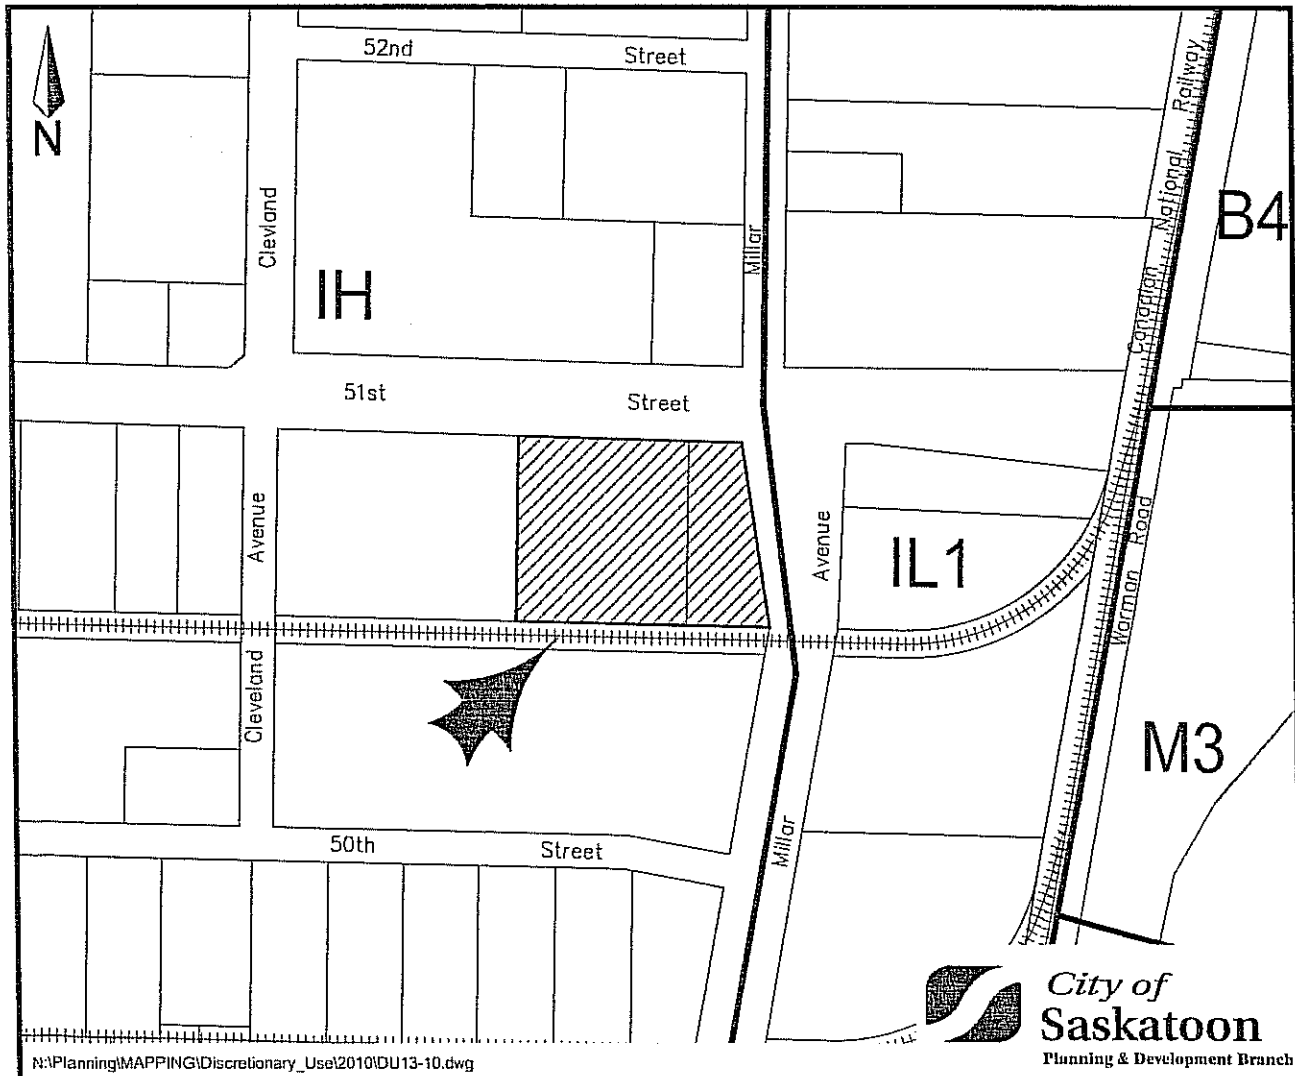 52nd Street
Railway
National
Canadian
N
B4
Clevland
IH
Millar
51st Street
Avenue
Avenue
IL1
Road
Warman
Cleveland
M3
50th Street
Millar
City of
Saskatoon
Planning & Development Branch
N:\Planning\MAPPING\Discretionary_Use\2010\DU13-10.dwg